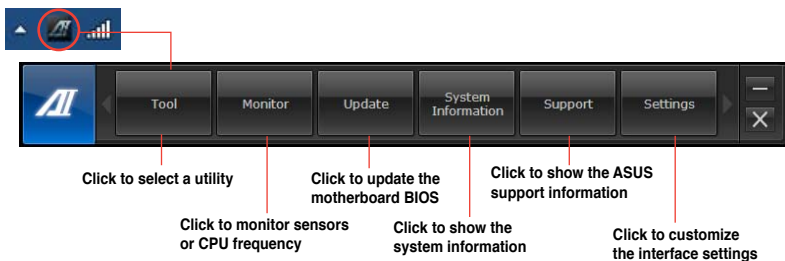 Tool
Monitor
Update
System
Information
Support
Settings
Click to select a utility
Click to update the
motherboard BIOS
Click to show the ASUS
support information
Click to monitor sensors
or CPU frequency
Click to show the
system information
Click to customize
the interface settings